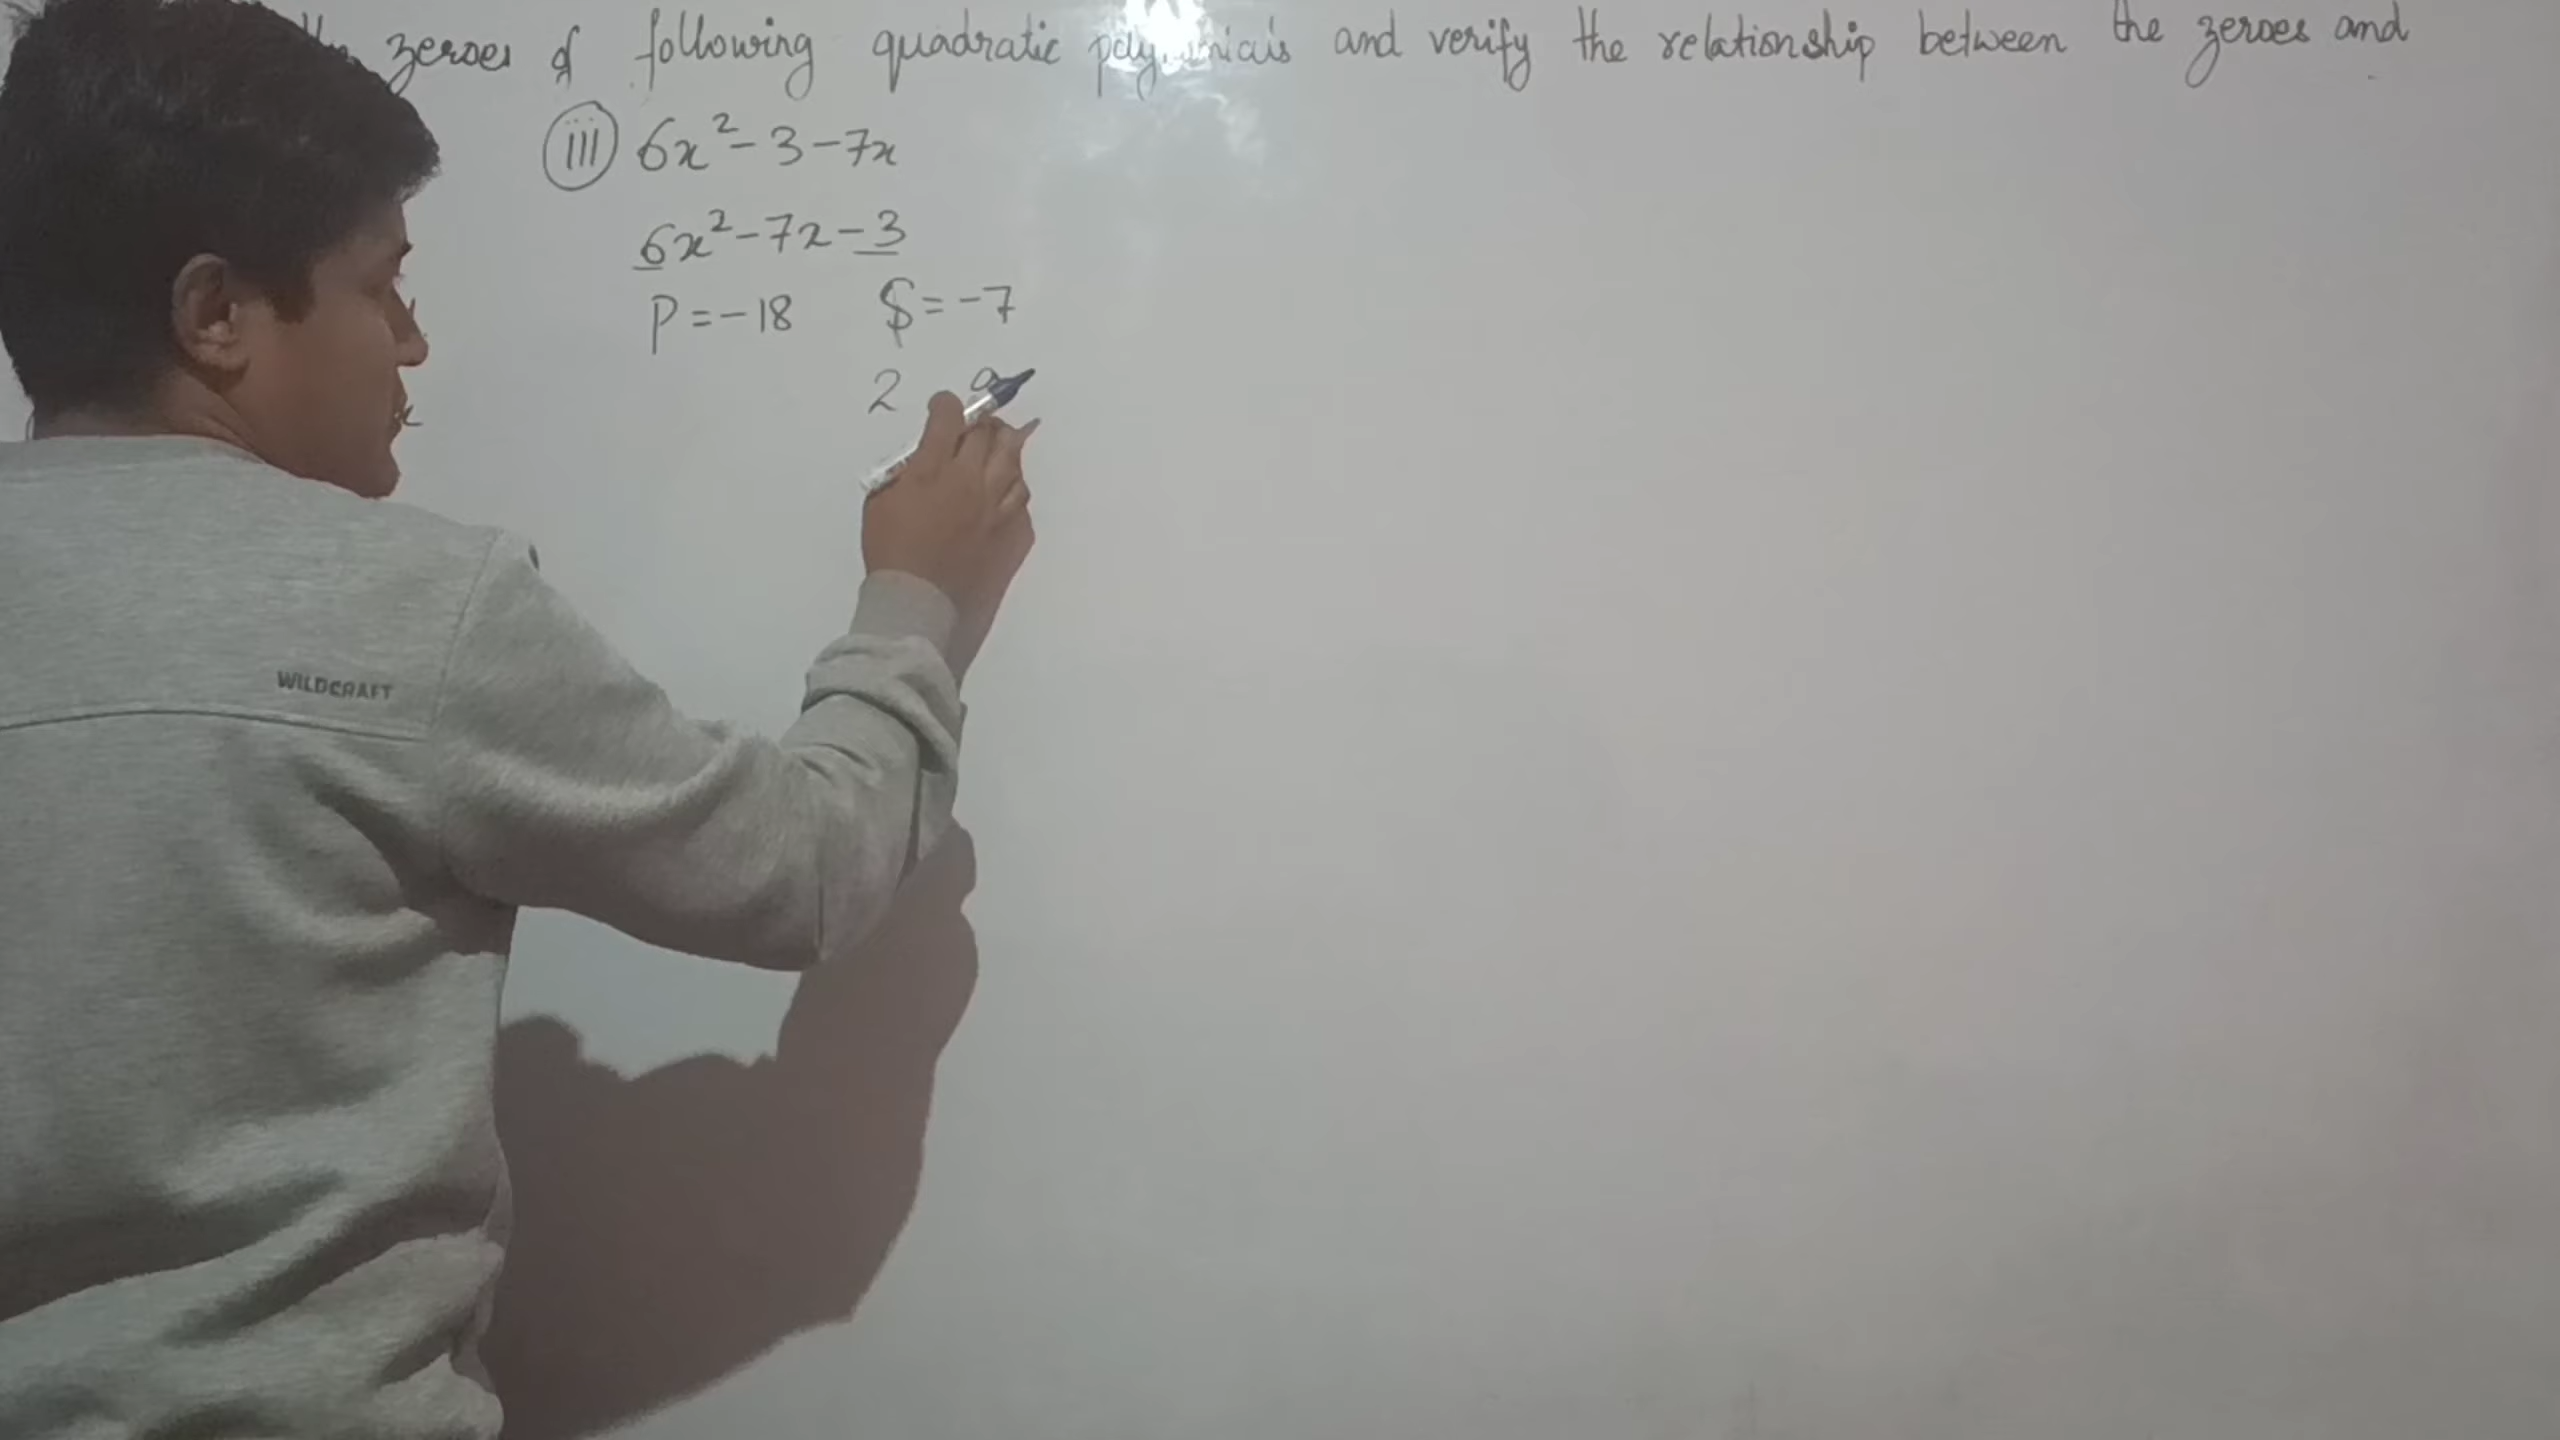 zeroes of following quadratic and verify the relationship between the zeroes and
iii 6x² - 3 - 7x
6x² - 7x - 3
P = -18 S = -7
2 9
WILDCRAFT